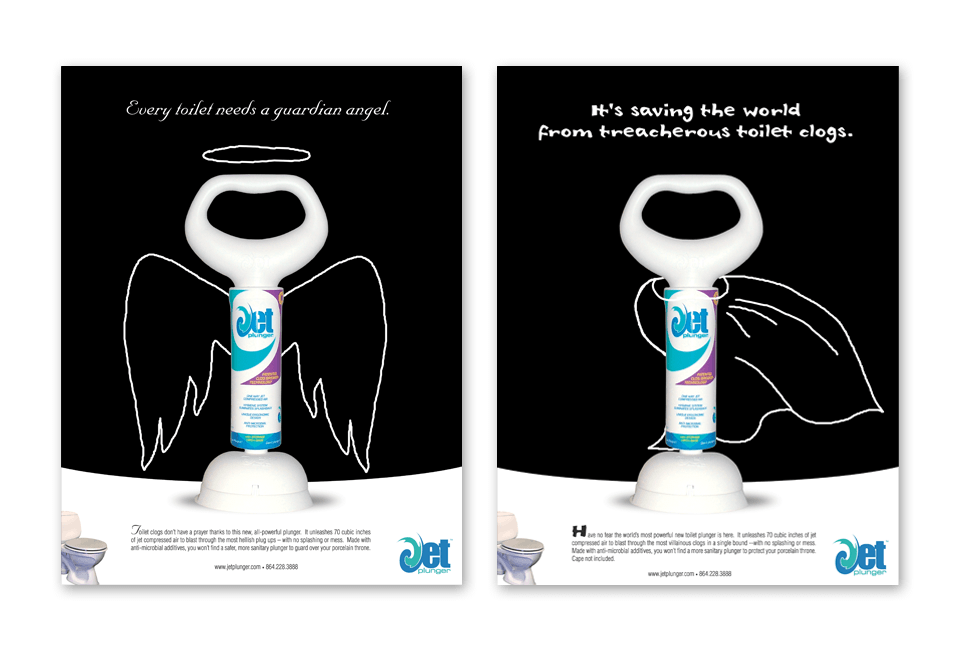 Every toilet needs a guardian angel.
Jet
plunger
Toilet clogs don't have a prayer thanks to this new, all-powerful plunger. It unleashes 70 cubic inches
of jet compressed air to blast through the most hellish plug ups – with no splashing or mess. Made with
anti-microbial additives, you won't find a safer, more sanitary plunger to guard over your porcelain throne.
www.jetplunger.com • 864.228.3888
Jet
plunger
It's saving the world
from treacherous toilet clogs.
Jet
plunger
Have no fear the world's most powerful new toilet plunger is here. It unleashes 70 cubic inches of jet
compressed air to blast through the most villainous clogs in a single bound –with no splashing or mess.
Made with anti-microbial additives, you won't find a more sanitary plunger to protect your porcelain throne.
Cape not included.
www.jetplunger.com • 864.228.3888
Jet
plunger